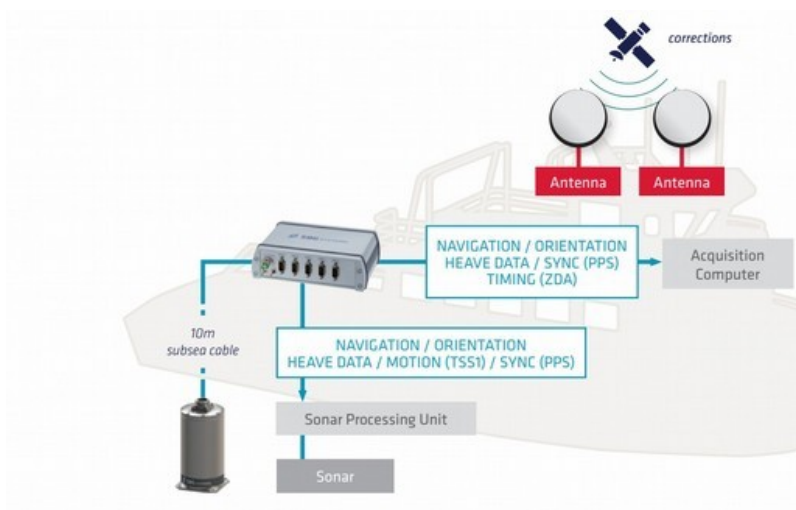 corrections
Antenna
Antenna
NAVIGATION / ORIENTATION
HEAVE DATA / SYNC (PPS)
TIMING (ZDA)
Acquisition
Computer
10m
subsea cable
NAVIGATION / ORIENTATION
HEAVE DATA / MOTION (TSS1) / SYNC (PPS)
Sonar Processing Unit
Sonar